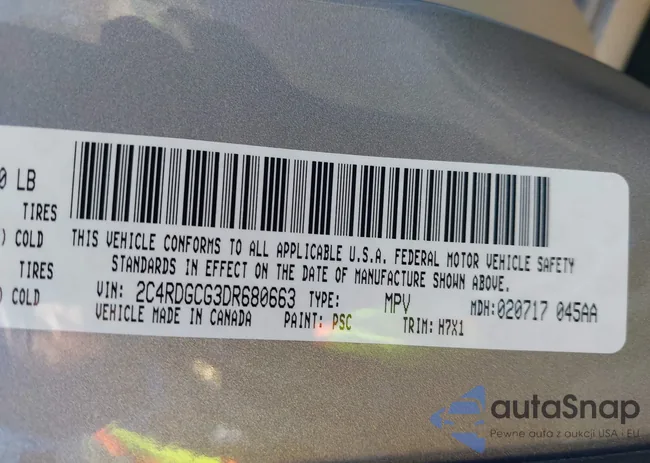 0 LB
TIRES
) COLD
TIRES
) COLD
THIS VEHICLE CONFORMS TO ALL APPLICABLE U.S.A. FEDERAL MOTOR VEHICLE SAFETY
STANDARDS IN EFFECT ON THE DATE OF MANUFACTURE SHOWN ABOVE.
VIN: 2C4RDGCG3DR680663 TYPE: MPV MDH:020717 045AA
VEHICLE MADE IN CANADA PAINT: PSC TRIM: H7X1
autaSnap
Pewne auta z aukcji USA - EU